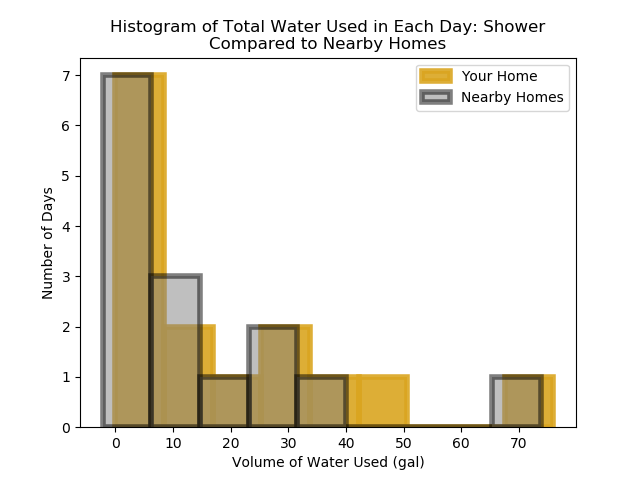 Histogram of Total Water Used in Each Day: Shower
Compared to Nearby Homes
Your Home
Nearby Homes
Number of Days
7
6
5
4
3
2
1
0
0 10 20 30 40 50 60 70
Volume of Water Used (gal)